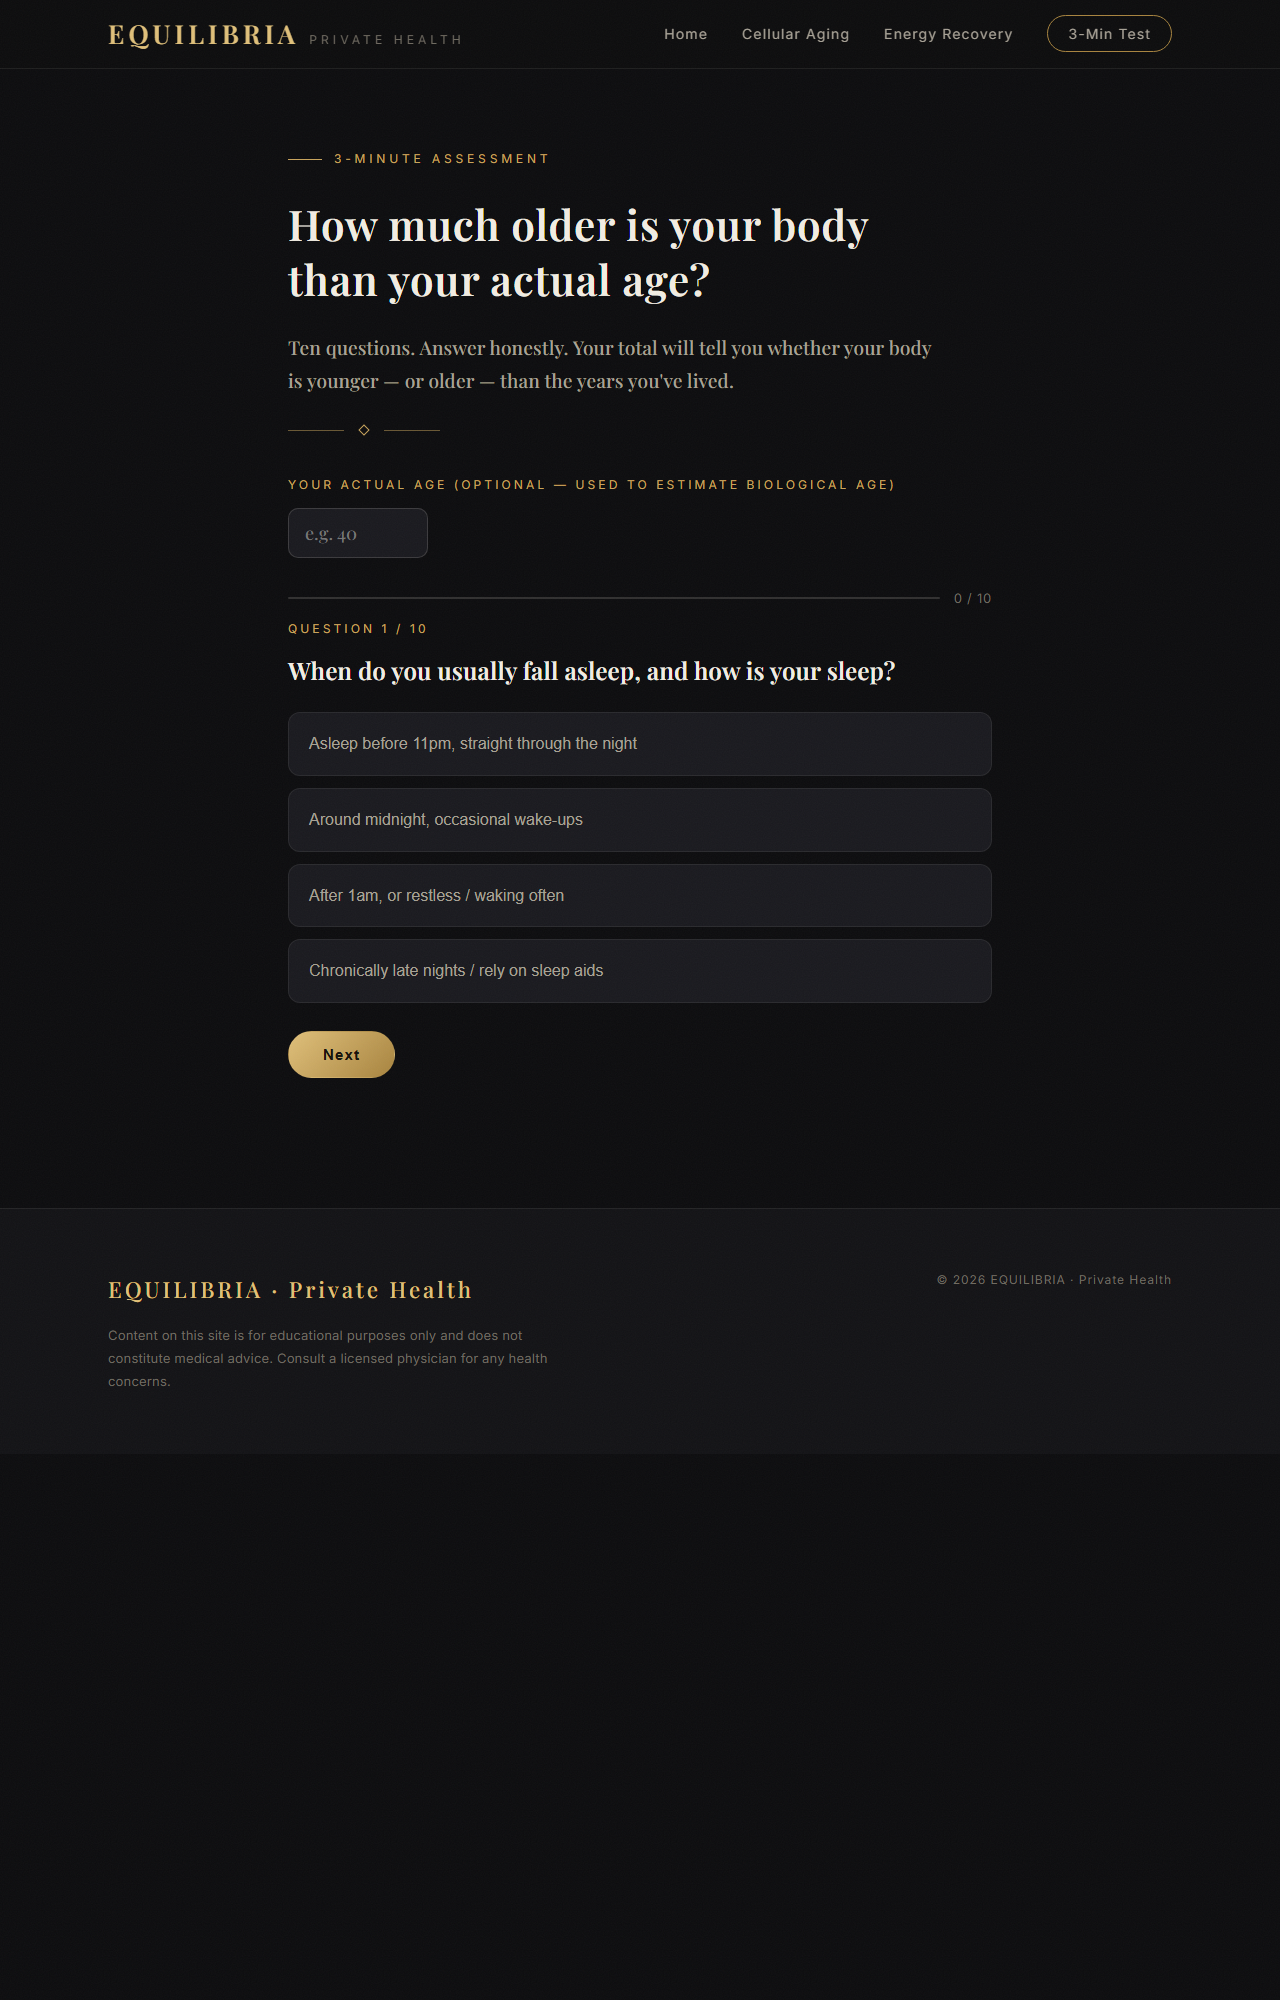 EQUILIBRIA PRIVATE HEALTH
Home
Cellular Aging
Energy Recovery
3-Min Test
3-MINUTE ASSESSMENT
How much older is your body
than your actual age?
Ten questions. Answer honestly. Your total will tell you whether your body
is younger — or older — than the years you've lived.
YOUR ACTUAL AGE (OPTIONAL — USED TO ESTIMATE BIOLOGICAL AGE)
e.g. 40
0 / 10
QUESTION 1 / 10
When do you usually fall asleep, and how is your sleep?
Asleep before 11pm, straight through the night
Around midnight, occasional wake-ups
After 1am, or restless / waking often
Chronically late nights / rely on sleep aids
Next
EQUILIBRIA · Private Health
Content on this site is for educational purposes only and does not
constitute medical advice. Consult a licensed physician for any health
concerns.
© 2026 EQUILIBRIA · Private Health